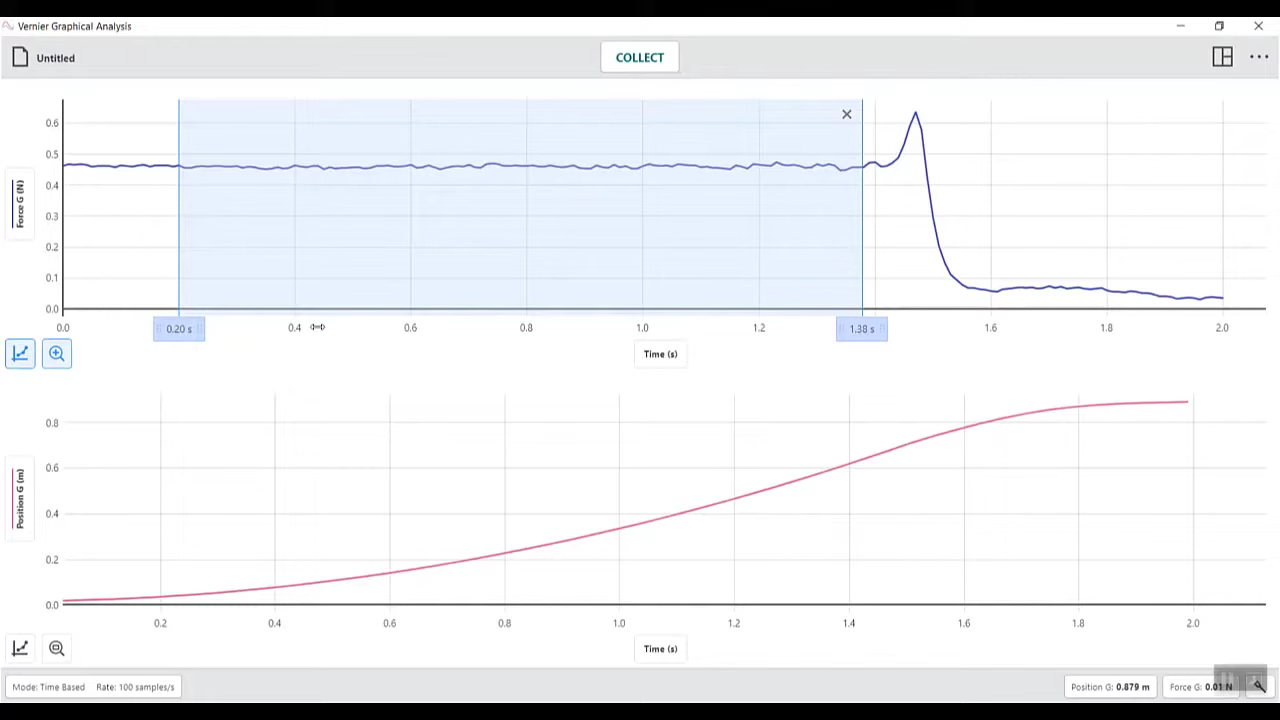 Vernier Graphical Analysis
Untitled
COLLECT
0.6
0.5
0.4
0.3
0.2
0.1
0.0
Force G (N)
0.0
0.20 s
0.4
0.6
0.8
1.0
1.2
1.38 s
1.6
1.8
2.0
Time (s)
0.8
0.6
0.4
0.2
0.0
Position G (m)
0.2
0.4
0.6
0.8
1.0
1.2
1.4
1.6
1.8
2.0
Time (s)
Mode: Time Based Rate: 100 samples/s
Position G: 0.879 m
Force G: 0.01 N